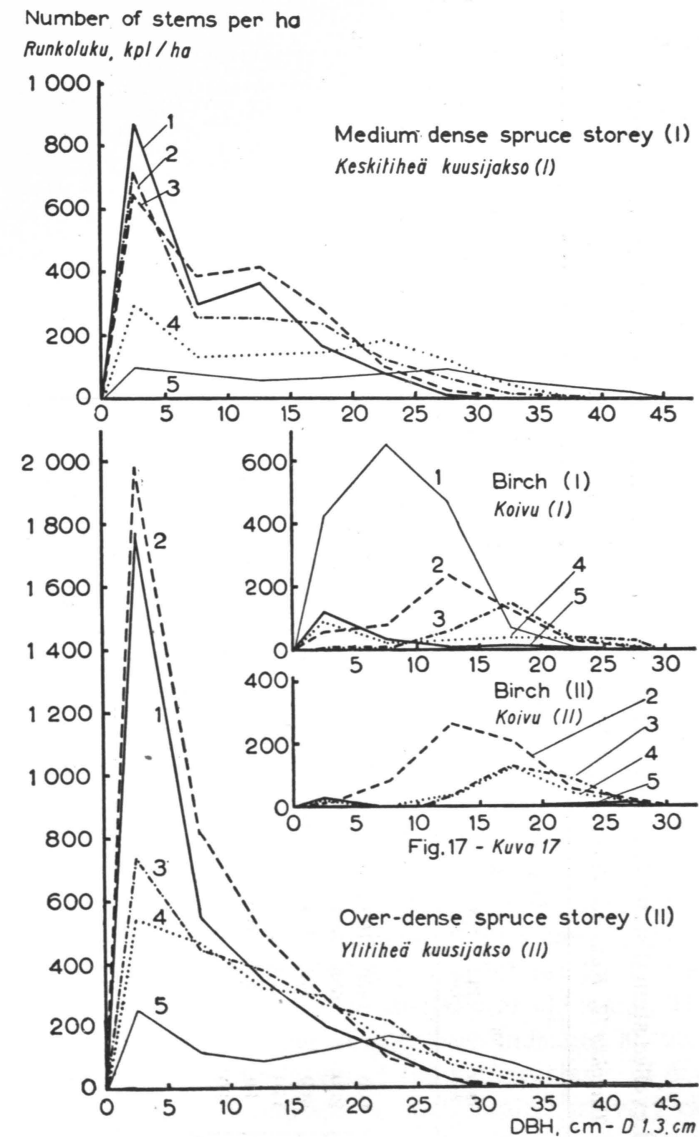 Number of stems per ha
Runkoluku, kpl/ha
1 000
800
600
400
200
0
1
2
3
4
5
Medium dense spruce storey (I)
Keskitiheä kuusijakso (I)
0 5 10 15 20 25 30 35 40 45
2 000
1 800
1 600
1 400
1 200
1 000
800
600
400
200
0
2
1
3
4
5
600
400
200
0
1
2
3
4
5
Birch (I)
Koivu (I)
5 10 15 20 25 30
400
200
0
Birch (II)
Koivu (II)
2
3
4
5
0 5 10 15 20 25 30
Fig.17 - Kuva 17
Over-dense spruce storey (II)
Ylitiheä kuusijakso (II)
0 5 10 15 20 25 30 35 40 45
DBH, cm - D 1.3, cm